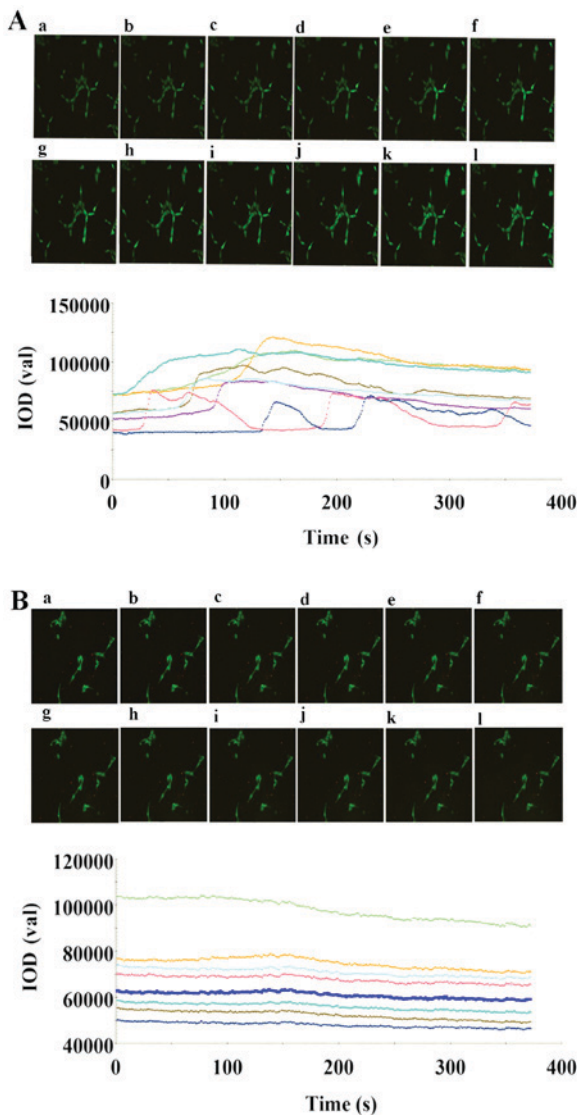 A
a b c d e f
g h i j k l
150000
100000
50000
0
IOD (val)
0 100 200 300 400
Time (s)
B
a b c d e f
g h i j k l
120000
100000
80000
60000
40000
IOD (val)
0 100 200 300 400
Time (s)